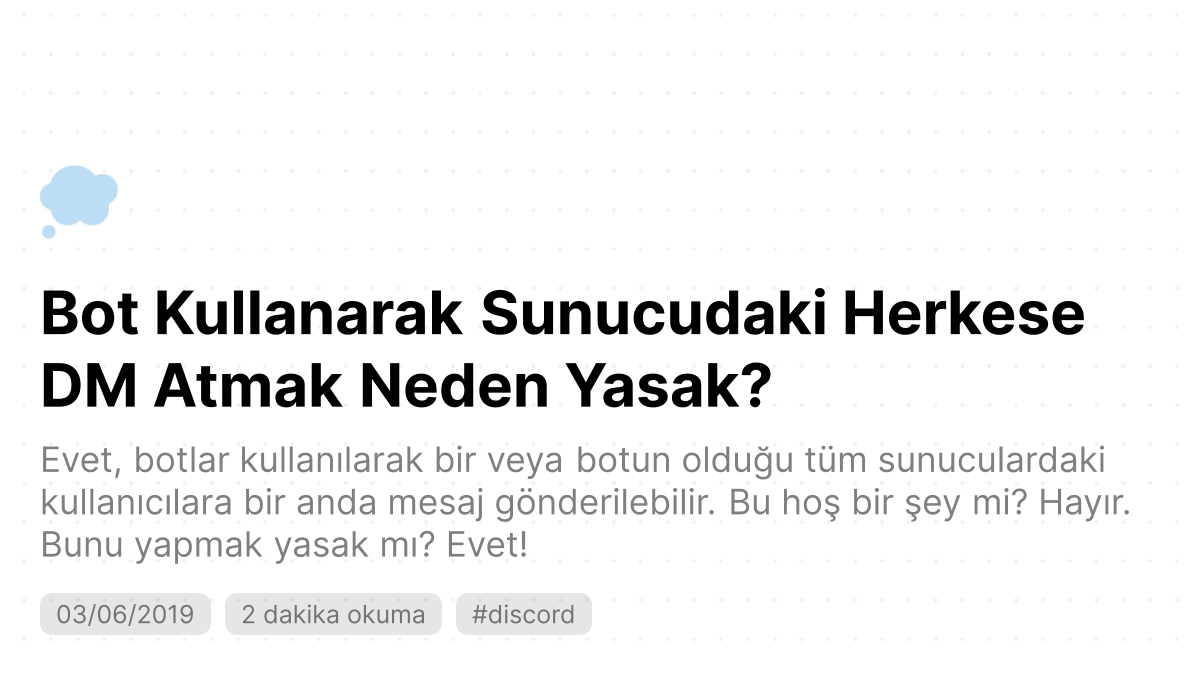 Bot Kullanarak Sunucudaki Herkese
DM Atmak Neden Yasak?
Evet, botlar kullanılarak bir veya botun olduğu tüm sunuculardaki
kullanıcılara bir anda mesaj gönderilebilir. Bu hoş bir şey mi? Hayır.
Bunu yapmak yasak mı? Evet!
03/06/2019 2 dakika okuma #discord